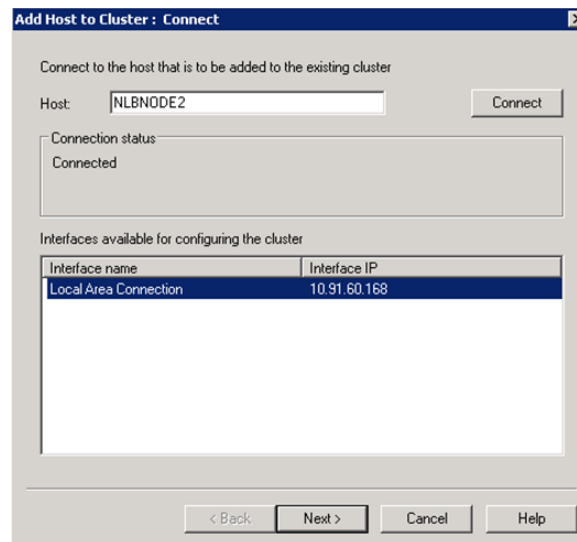 Add Host to Cluster : Connect
Connect to the host that is to be added to the existing cluster
Host: NLBNODE2 Connect
Connection status
Connected
Interfaces available for configuring the cluster
Interface name Interface IP
Local Area Connection 10.91.60.168
< Back Next > Cancel Help